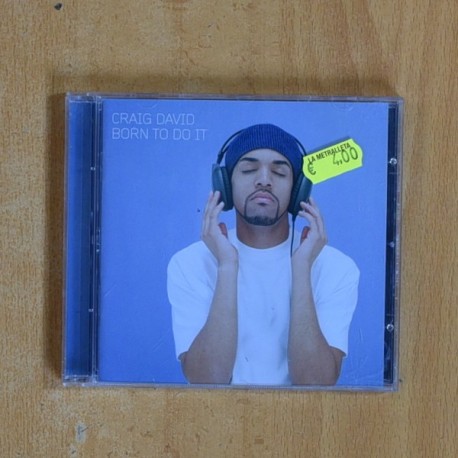 CRAIG DAVID
BORN TO DO IT
LA METRALLETA
€ 4,00